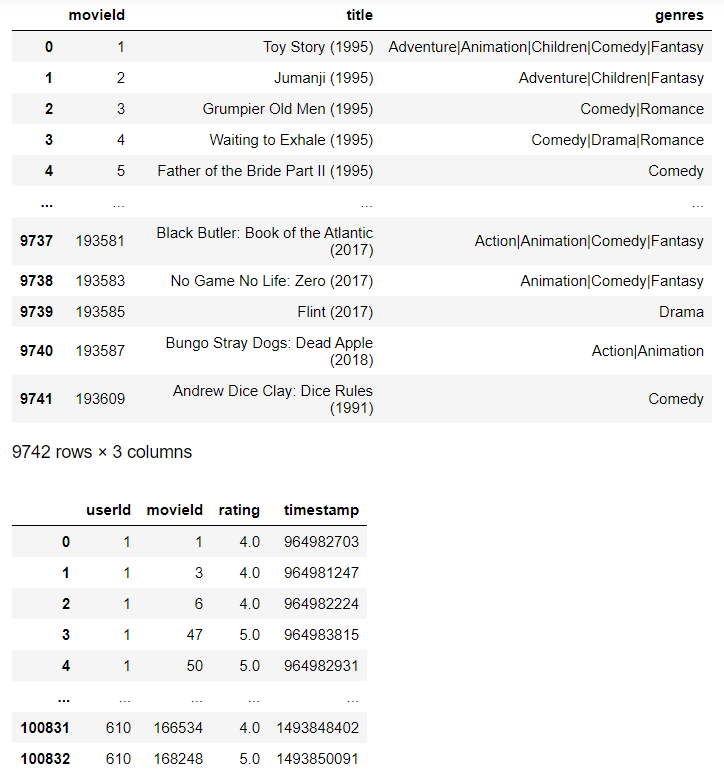 movieId title genres
0 1 Toy Story (1995) Adventure|Animation|Children|Comedy|Fantasy
1 2 Jumanji (1995) Adventure|Children|Fantasy
2 3 Grumpier Old Men (1995) Comedy|Romance
3 4 Waiting to Exhale (1995) Comedy|Drama|Romance
4 5 Father of the Bride Part II (1995) Comedy
... ... ... ...
9737 193581 Black Butler: Book of the Atlantic
(2017) Action|Animation|Comedy|Fantasy
9738 193583 No Game No Life: Zero (2017) Animation|Comedy|Fantasy
9739 193585 Flint (2017) Drama
9740 193587 Bungo Stray Dogs: Dead Apple
(2018) Action|Animation
9741 193609 Andrew Dice Clay: Dice Rules
(1991) Comedy
9742 rows × 3 columns
userId movieId rating timestamp
0 1 1 4.0 964982703
1 1 3 4.0 964981247
2 1 6 4.0 964982224
3 1 47 5.0 964983815
4 1 50 5.0 964982931
... ... ... ... ...
100831 610 166534 4.0 1493848402
100832 610 168248 5.0 1493850091